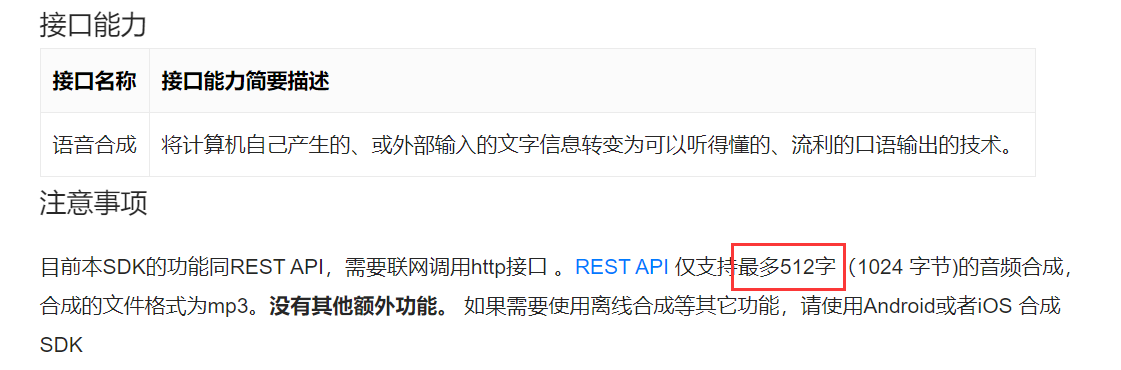 接口能力
接口名称 接口能力简要描述
语音合成 将计算机自己产生的、或外部输入的文字信息转变为可以听得懂的、流利的口语输出的技术。
注意事项
目前本SDK的功能同REST API，需要联网调用http接口 。REST API 仅支持最多512字（1024 字节)的音频合成，
合成的文件格式为mp3。没有其他额外功能。 如果需要使用离线合成等其它功能，请使用Android或者iOS 合成
SDK